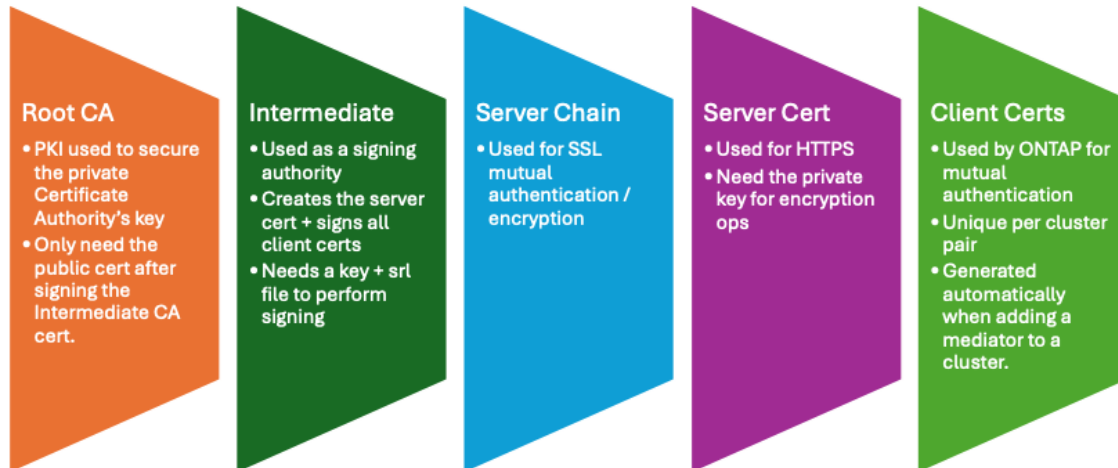 Root CA
• PKI used to secure
the private
Certificate
Authority's key
• Only need the
public cert after
signing the
Intermediate CA
cert.
Intermediate
• Used as a signing
authority
• Creates the server
cert + signs all
client certs
• Needs a key + srl
file to perform
signing
Server Chain
• Used for SSL
mutual
authentication /
encryption
Server Cert
• Used for HTTPS
• Need the private
key for encryption
ops
Client Certs
• Used by ONTAP for
mutual
authentication
• Unique per cluster
pair
• Generated
automatically
when adding a
mediator to a
cluster.